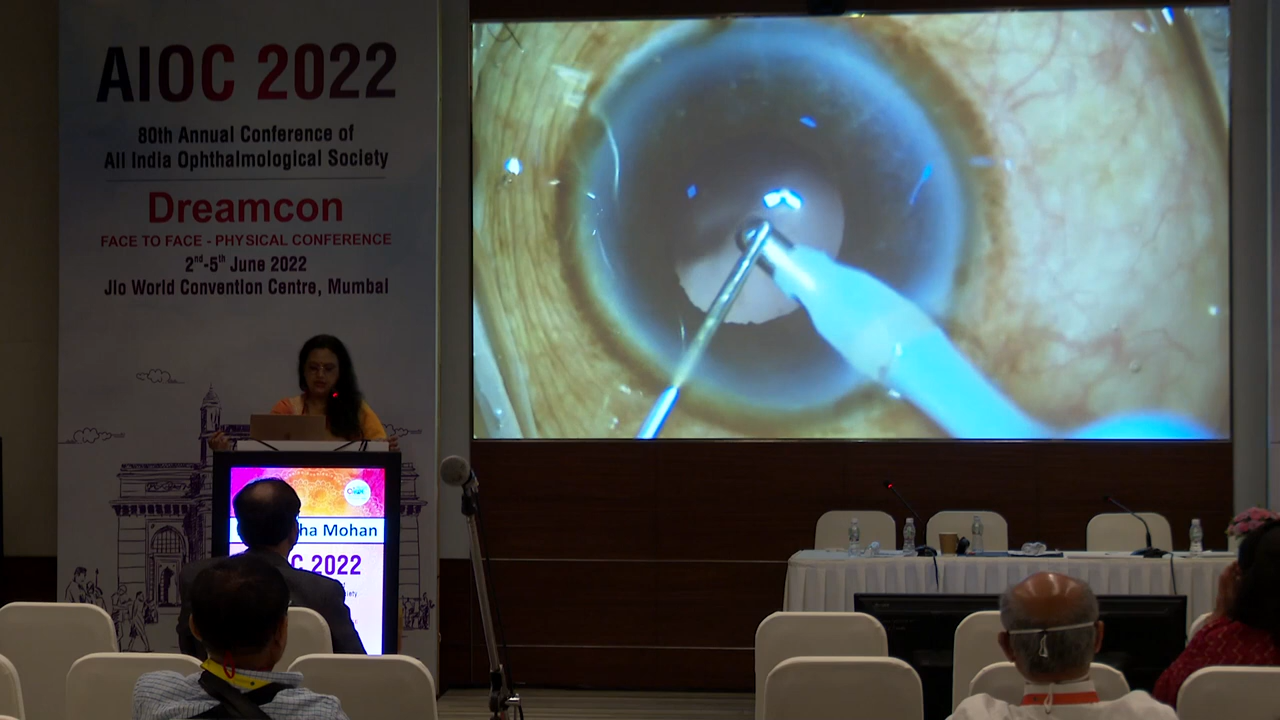 AIOC 2022
80th Annual Conference of
All India Ophthalmological Society
Dreamcon
FACE TO FACE - PHYSICAL CONFERENCE
2nd-5th June 2022
Jio World Convention Centre, Mumbai
Mohan
2022